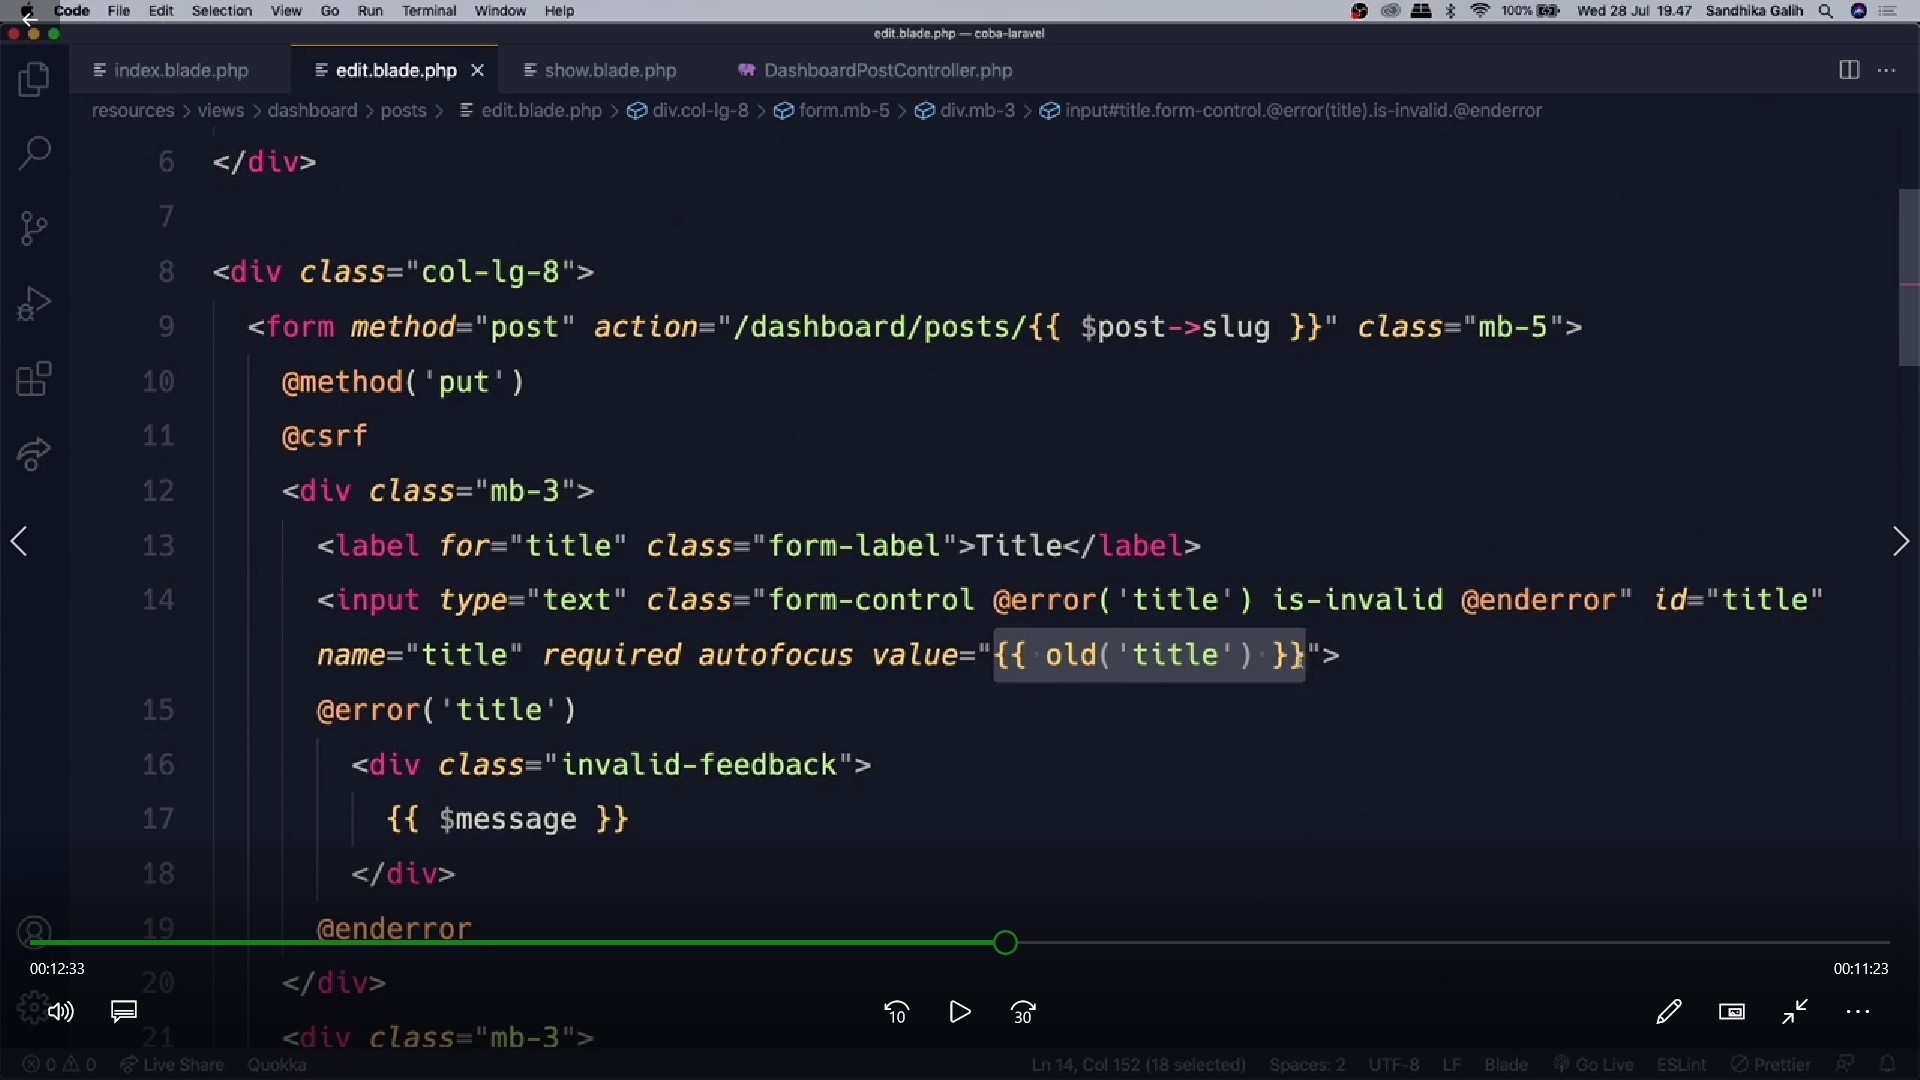 Code File Edit Selection View Go Run Terminal Window Help 100% Wed 28 Jul 19.47 Sandhika Galih
edit.blade.php — coba-laravel
index.blade.php edit.blade.php show.blade.php DashboardPostController.php
resources > views > dashboard > posts > edit.blade.php > div.col-lg-8 > form.mb-5 > div.mb-3 > input#title.form-control.@error(title).is-invalid.@enderror
6 </div>
7
8 <div class="col-lg-8">
9 <form method="post" action="/dashboard/posts/{{ $post->slug }}" class="mb-5">
10 @method('put')
11 @csrf
12 <div class="mb-3">
13 <label for="title" class="form-label">Title</label>
14 <input type="text" class="form-control @error('title') is-invalid @enderror" id="title"
name="title" required autofocus value="{{ old('title') }}">
15 @error('title')
16 <div class="invalid-feedback">
17 {{ $message }}
18 </div>
19 @enderror
00:12:33 00:11:23
20 </div>
10 30
21 <div class="mb-3">
0 0 Live Share Quokka Ln 14, Col 152 (18 selected) Spaces: 2 UTF-8 LF Blade Go Live ESLint Prettier